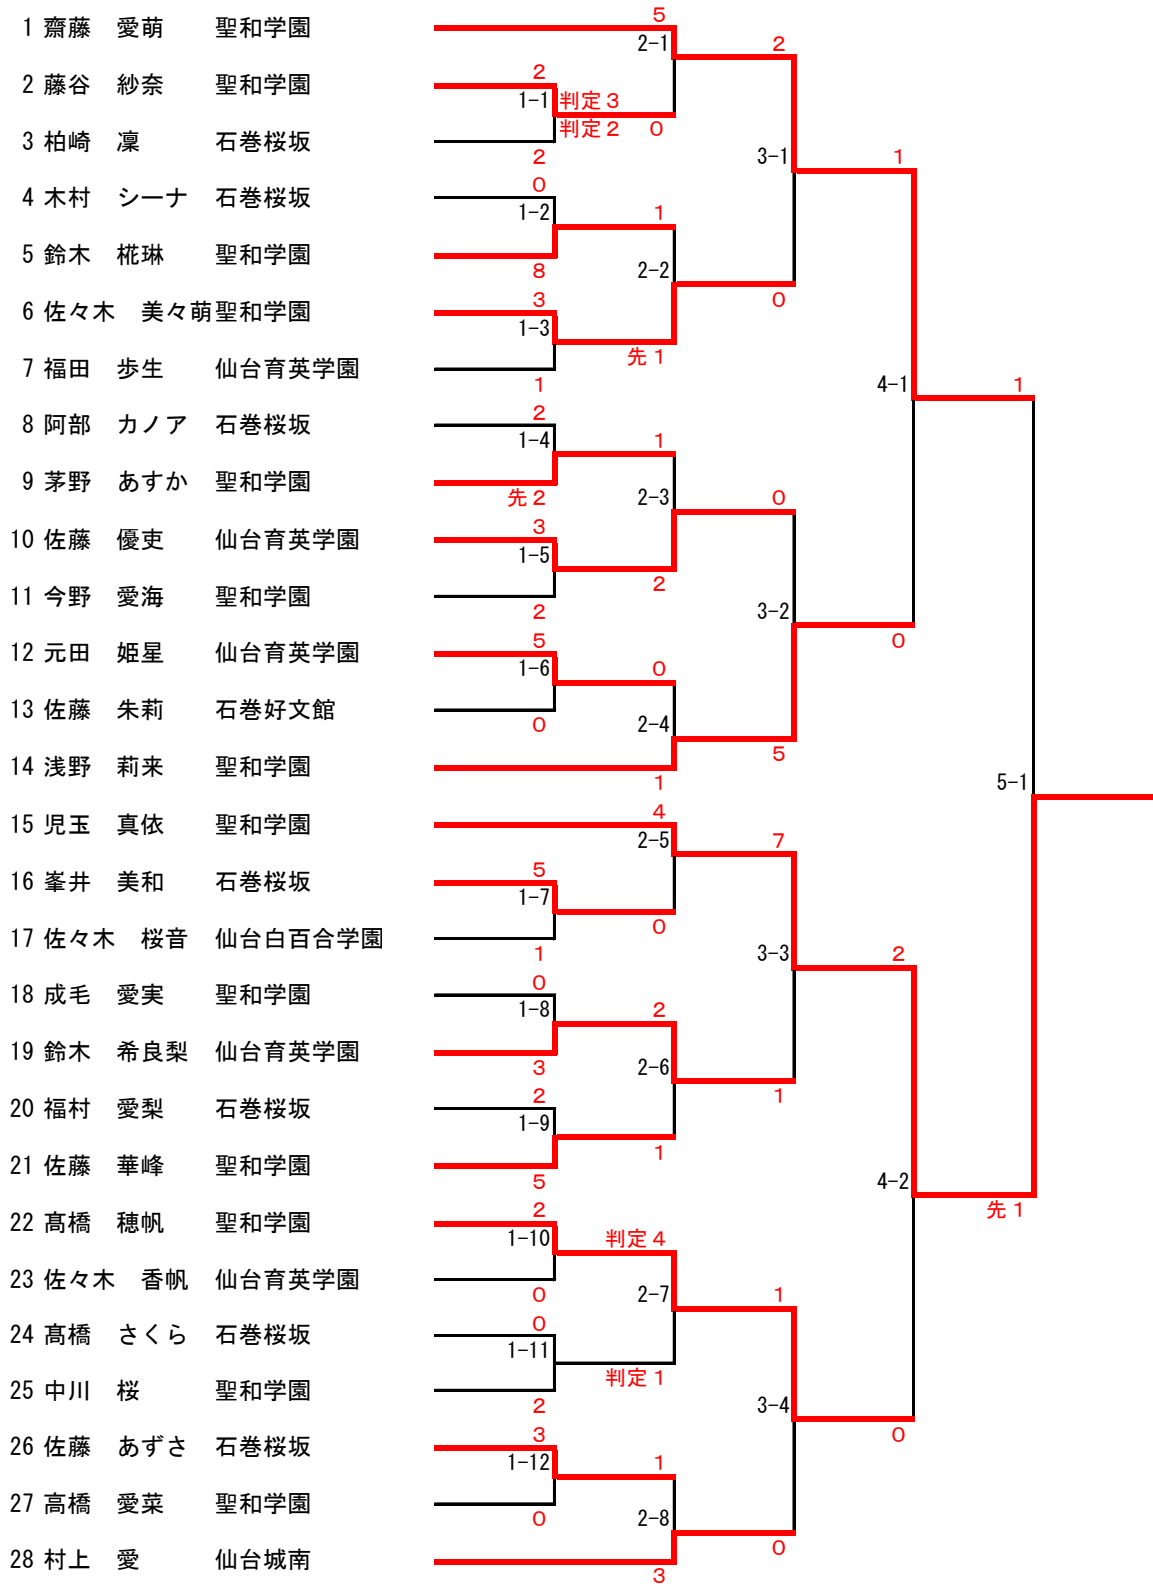 5
1 齋藤　愛萌　聖和学園
2-1 2
2 藤谷　紗奈　聖和学園 2
1-1 判定３
判定２ 0
3 柏崎　凜　石巻桜坂
2 3-1 1
4 木村　シーナ　石巻桜坂 0
1-2 1
5 鈴木　椛琳　聖和学園
8 2-2
6 佐々木　美々萌聖和学園 3 0
1-3
先１
7 福田　歩生　仙台育英学園
1 4-1 1
8 阿部　カノア　石巻桜坂 2
1-4 1
9 茅野　あすか　聖和学園
先２ 2-3 0
10 佐藤　優吏　仙台育英学園 3
1-5
2
11 今野　愛海　聖和学園
2 3-2
12 元田　姫星　仙台育英学園 5 0
1-6 0
13 佐藤　朱莉　石巻好文館
0 2-4
5
14 浅野　莉来　聖和学園
1 5-1
4
15 児玉　真依　聖和学園
2-5 7
16 峯井　美和　石巻桜坂 5
1-7
0
17 佐々木　桜音　仙台白百合学園
1 3-3 2
18 成毛　愛実　聖和学園 0
1-8 2
19 鈴木　希良梨　仙台育英学園
3 2-6
20 福村　愛梨　石巻桜坂 2 1
1-9
1
21 佐藤　華峰　聖和学園
5 4-2
22 髙橋　穂帆　聖和学園 2 先１
1-10 判定４
23 佐々木　香帆　仙台育英学園
0 2-7 1
24 髙橋　さくら　石巻桜坂 0
1-11
判定１
25 中川　桜　聖和学園
2 3-4
26 佐藤　あずさ　石巻桜坂 3 0
1-12 1
27 高橋　愛菜　聖和学園
0 2-8
0
28 村上　愛　仙台城南
3